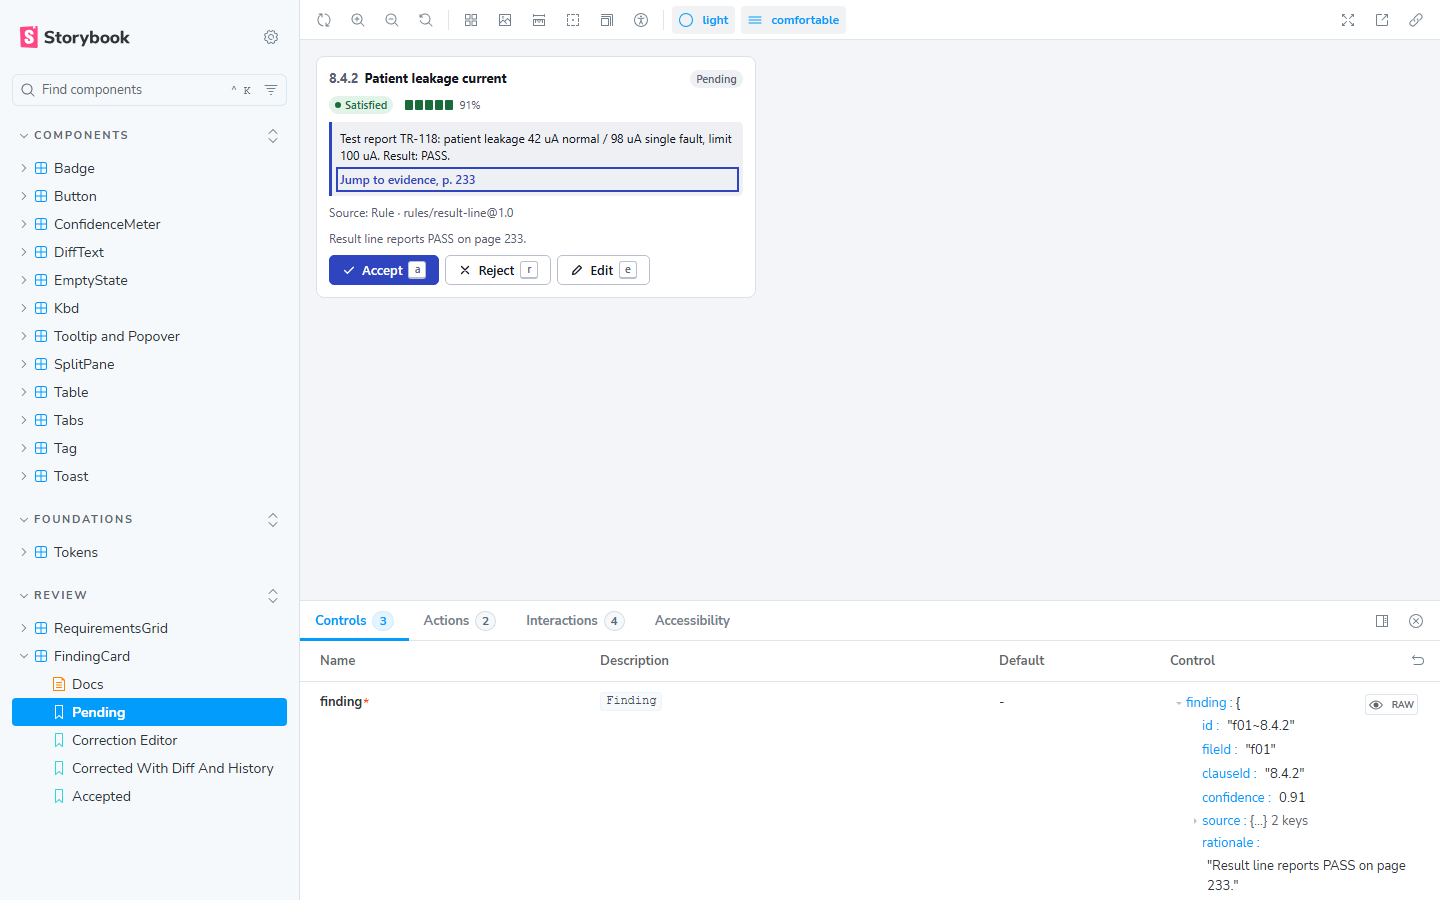 Storybook
Find components
^ K
COMPONENTS
Badge
Button
ConfidenceMeter
DiffText
EmptyState
Kbd
Tooltip and Popover
SplitPane
Table
Tabs
Tag
Toast
FOUNDATIONS
Tokens
REVIEW
RequirementsGrid
FindingCard
Docs
Pending
Correction Editor
Corrected With Diff And History
Accepted
light
comfortable
8.4.2 Patient leakage current
Pending
Satisfied
91%
Test report TR-118: patient leakage 42 uA normal / 98 uA single fault, limit
100 uA. Result: PASS.
Jump to evidence, p. 233
Source: Rule · rules/result-line@1.0
Result line reports PASS on page 233.
Accept a
Reject r
Edit e
Controls 3
Actions 2
Interactions 4
Accessibility
Name
Description
Default
Control
finding*
Finding
-
finding : {
RAW
id : "f01~8.4.2"
fileId : "f01"
clauseId : "8.4.2"
confidence : 0.91
source : {...} 2 keys
rationale :
"Result line reports PASS on page
233."